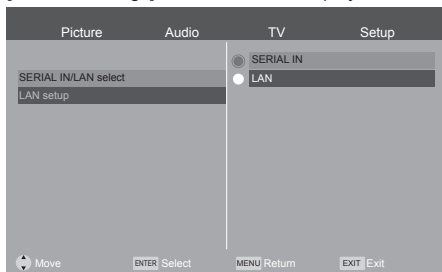 Picture Audio TV Setup
SERIAL IN
SERIAL IN/LAN select
LAN
LAN setup
Move ENTER Select MENU Return EXIT Exit